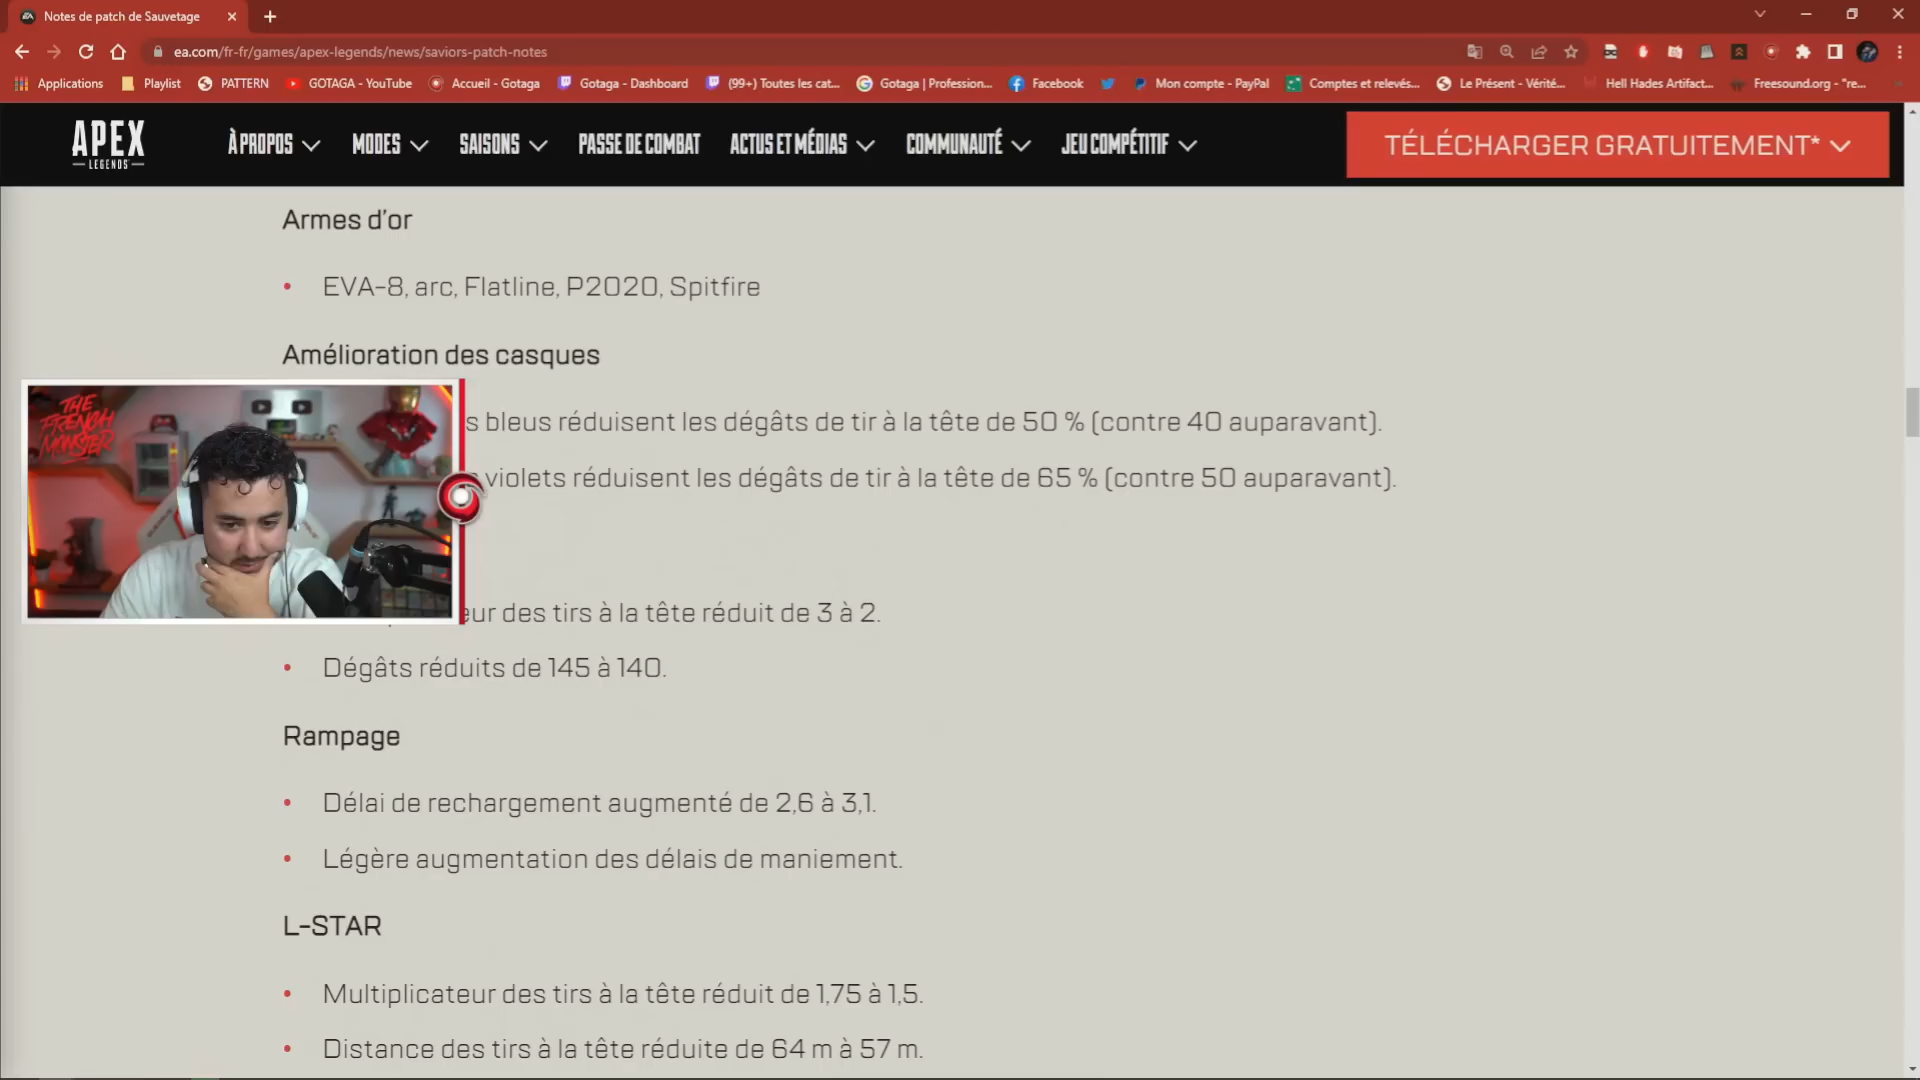 Notes de patch de Sauvetage
ea.com/fr-fr/games/apex-legends/news/saviors-patch-notes
Applications Playlist PATTERN GOTAGA - YouTube Accueil - Gotaga Gotaga - Dashboard (99+) Toutes les cat... Gotaga | Profession... Facebook Mon compte - PayPal Comptes et relevés... Le Présent - Vérité... Hell Hades Artifact... Freesound.org - "re...
APEX
LEGENDS
À PROPOS MODES SAISONS PASSE DE COMBAT ACTUS ET MÉDIAS COMMUNAUTÉ JEU COMPÉTITIF TÉLÉCHARGER GRATUITEMENT*
Armes d’or
• EVA-8, arc, Flatline, P2020, Spitfire
Amélioration des casques
s bleus réduisent les dégâts de tir à la tête de 50 % (contre 40 auparavant).
violets réduisent les dégâts de tir à la tête de 65 % (contre 50 auparavant).
THE
FRENCH
MONSTER
eur des tirs à la tête réduit de 3 à 2.
• Dégâts réduits de 145 à 140.
Rampage
• Délai de rechargement augmenté de 2,6 à 3,1.
• Légère augmentation des délais de maniement.
L-STAR
• Multiplicateur des tirs à la tête réduit de 1,75 à 1,5.
• Distance des tirs à la tête réduite de 64 m à 57 m.